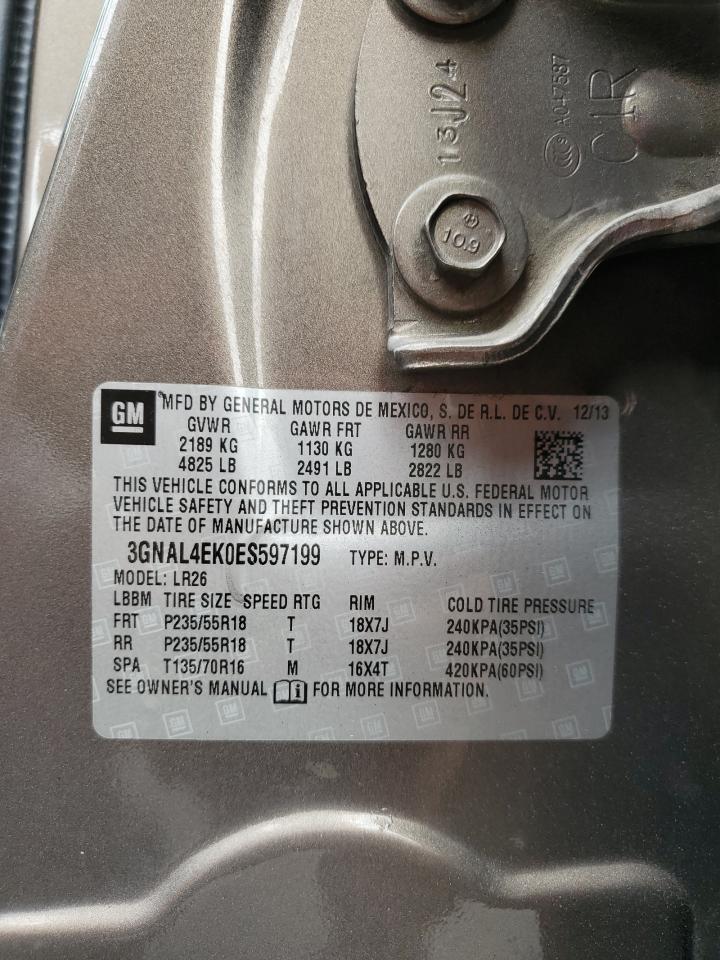 13J24
A047587
C1R
10.9
GM MFD BY GENERAL MOTORS DE MEXICO, S. DE R.L. DE C.V. 12/13
GVWR GAWR FRT GAWR RR
2189 KG 1130 KG 1280 KG
4825 LB 2491 LB 2822 LB
THIS VEHICLE CONFORMS TO ALL APPLICABLE U.S. FEDERAL MOTOR
VEHICLE SAFETY AND THEFT PREVENTION STANDARDS IN EFFECT ON
THE DATE OF MANUFACTURE SHOWN ABOVE.
3GNAL4EK0ES597199 TYPE: M.P.V.
MODEL: LR26
LBBM TIRE SIZE SPEED RTG RIM COLD TIRE PRESSURE
FRT P235/55R18 T 18X7J 240KPA(35PSI)
RR P235/55R18 T 18X7J 240KPA(35PSI)
SPA T135/70R16 M 16X4T 420KPA(60PSI)
SEE OWNER'S MANUAL FOR MORE INFORMATION.